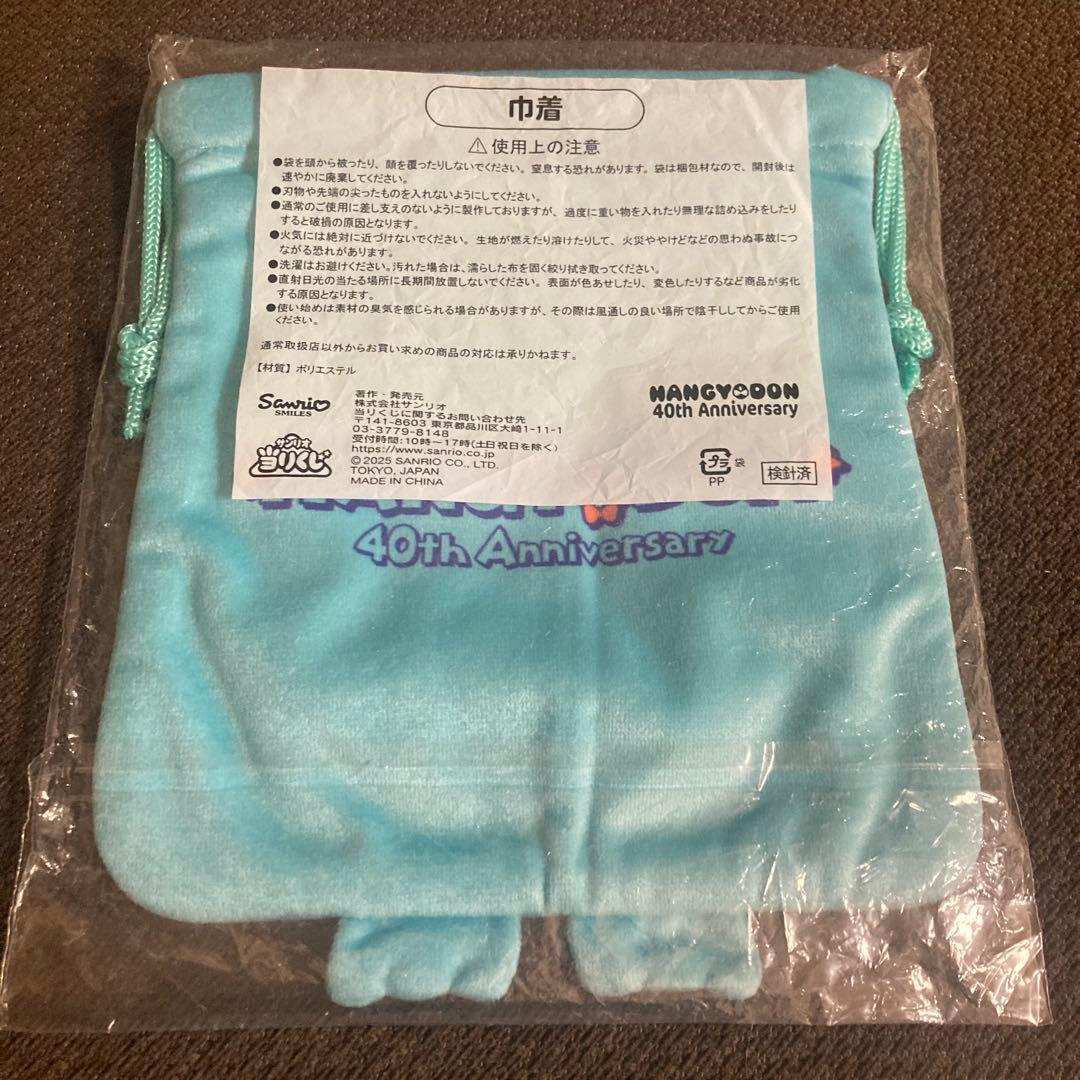 巾着
⚠使用上の注意
●袋を頭から被ったり、顔を覆ったりしないでください。窒息する恐れがあります。袋は梱包材なので、開封後は
速やかに廃棄してください。
●刃物や先端の尖ったものを入れないようにしてください。
●通常のご使用に差し支えのないように製作しておりますが、過度に重い物を入れたり無理な詰め込みをしたり
すると破損の原因となります。
●火気には絶対に近づけないでください。生地が燃えたり溶けたりして、火災ややけどなどの思わぬ事故につ
ながる恐れがあります。
●洗濯はお避けください。汚れた場合は、濡らした布を固く絞り拭き取ってください。
●直射日光の当たる場所に長期間放置しないでください。表面が色あせしたり、変色したりするなど商品が劣化
する原因となります。
●使い始めは素材の臭気を感じられる場合がありますが、その際は風通しの良い場所で陰干ししてからご使用
ください。
通常取扱店以外からお買い求めの商品の対応は承りかねます。
【材質】ポリエステル
Sanrio
SMILES
サンリオ
当りくじ
著作・発売元
株式会社サンリオ
当りくじに関するお問い合わせ先
〒141-8603 東京都品川区大崎1-11-1
03-3779-8148
受付時間:10時〜17時(土日祝日を除く)
https://www.sanrio.co.jp
©2025 SANRIO CO., LTD.
TOKYO, JAPAN
MADE IN CHINA
HANGYODON
40th Anniversary
プラ 袋
PP
検針済
40th Anniversary